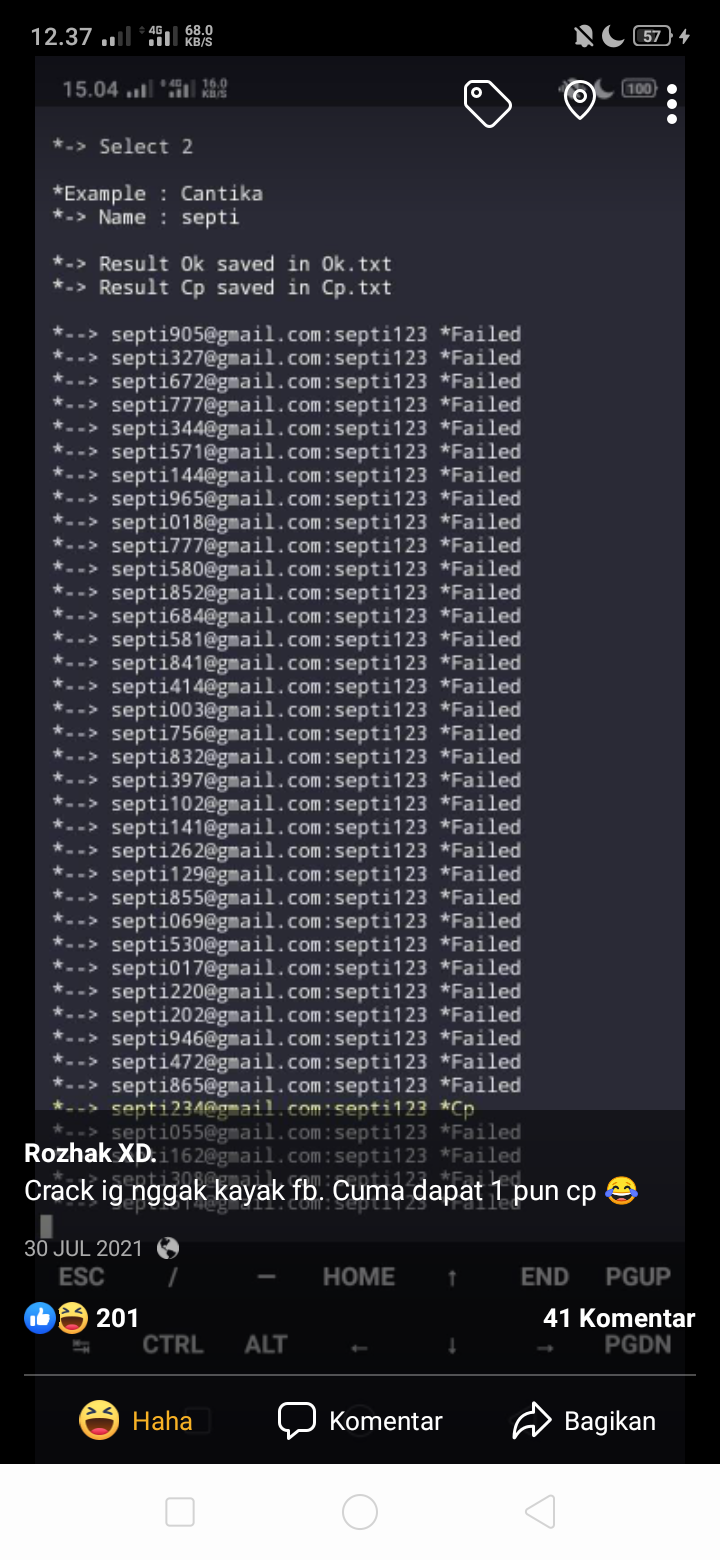 12.37 4G 68.0 KB/S 57
15.04 4G 16.0 KB/S 100
*-> Select 2
*Example : Cantika
*-> Name : septi
*-> Result Ok saved in Ok.txt
*-> Result Cp saved in Cp.txt
*--> septi905@gmail.com:septi123 *Failed
*--> septi327@gmail.com:septi123 *Failed
*--> septi672@gmail.com:septi123 *Failed
*--> septi777@gmail.com:septi123 *Failed
*--> septi344@gmail.com:septi123 *Failed
*--> septi571@gmail.com:septi123 *Failed
*--> septi144@gmail.com:septi123 *Failed
*--> septi965@gmail.com:septi123 *Failed
*--> septi018@gmail.com:septi123 *Failed
*--> septi777@gmail.com:septi123 *Failed
*--> septi580@gmail.com:septi123 *Failed
*--> septi852@gmail.com:septi123 *Failed
*--> septi684@gmail.com:septi123 *Failed
*--> septi581@gmail.com:septi123 *Failed
*--> septi841@gmail.com:septi123 *Failed
*--> septi414@gmail.com:septi123 *Failed
*--> septi003@gmail.com:septi123 *Failed
*--> septi756@gmail.com:septi123 *Failed
*--> septi832@gmail.com:septi123 *Failed
*--> septi397@gmail.com:septi123 *Failed
*--> septi102@gmail.com:septi123 *Failed
*--> septi141@gmail.com:septi123 *Failed
*--> septi262@gmail.com:septi123 *Failed
*--> septi129@gmail.com:septi123 *Failed
*--> septi855@gmail.com:septi123 *Failed
*--> septi069@gmail.com:septi123 *Failed
*--> septi530@gmail.com:septi123 *Failed
*--> septi017@gmail.com:septi123 *Failed
*--> septi220@gmail.com:septi123 *Failed
*--> septi202@gmail.com:septi123 *Failed
*--> septi946@gmail.com:septi123 *Failed
*--> septi472@gmail.com:septi123 *Failed
*--> septi865@gmail.com:septi123 *Failed
*--> septi234@gmail.com:septi123 *Cp
*--> septi055@gmail.com:septi123 *Failed
Rozhak XD.
i162@gmail.com:septi123 *Failed
Crack ig nggak kayak fb. Cuma dapat 1 pun cp 😂
30 JUL 2021
ESC / — HOME ↑ END PGUP
201 41 Komentar
CTRL ALT ← ↓ → PGDN
Haha Komentar Bagikan